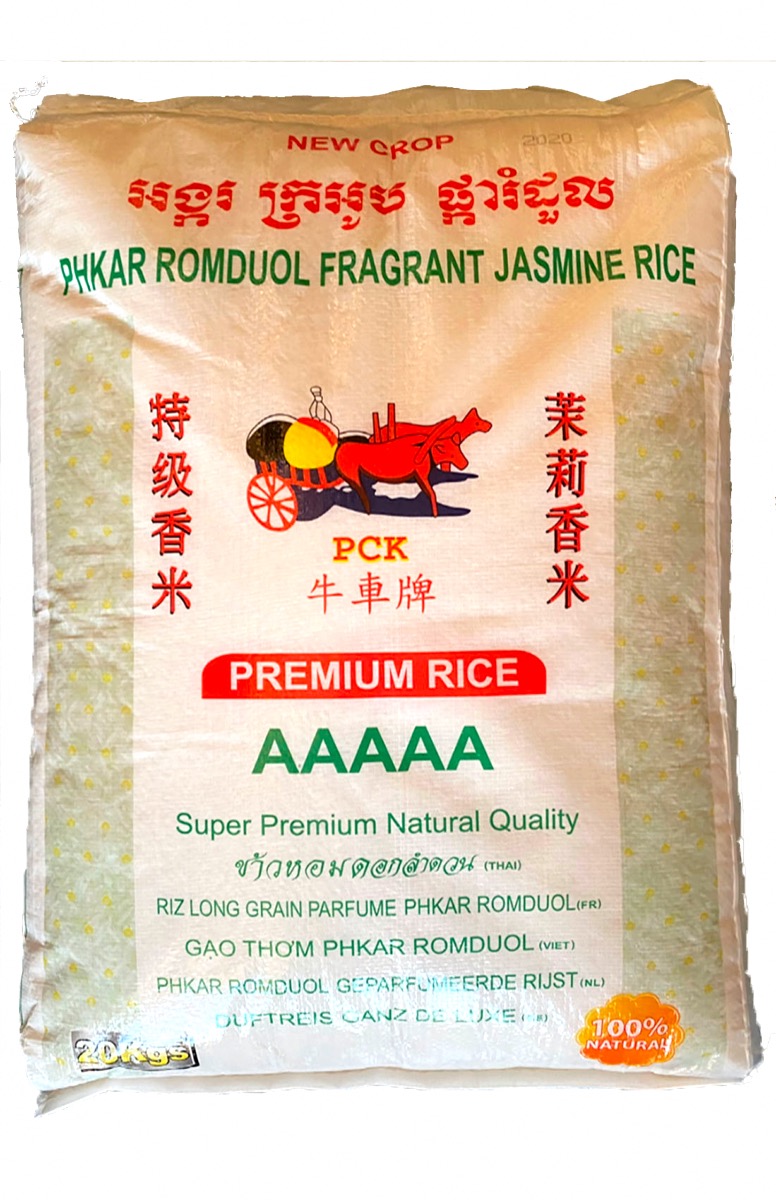 NEW CROP 2020
អង្ករ ក្រអូប ផ្ការំដួល
PHKAR ROMDUOL FRAGRANT JASMINE RICE
特级香米
茉莉香米
PCK
牛車牌
PREMIUM RICE
AAAAA
Super Premium Natural Quality
ข้าวหอมดอกลำดวน (THAI)
RIZ LONG GRAIN PARFUME PHKAR ROMDUOL (FR)
GẠO THƠM PHKAR ROMDUOL (VIET)
PHKAR ROMDUOL GEPARFUMEERDE RIJST (NL)
DUFTREIS GANZ DE LUXE
20Kgs
100%
NATURAL